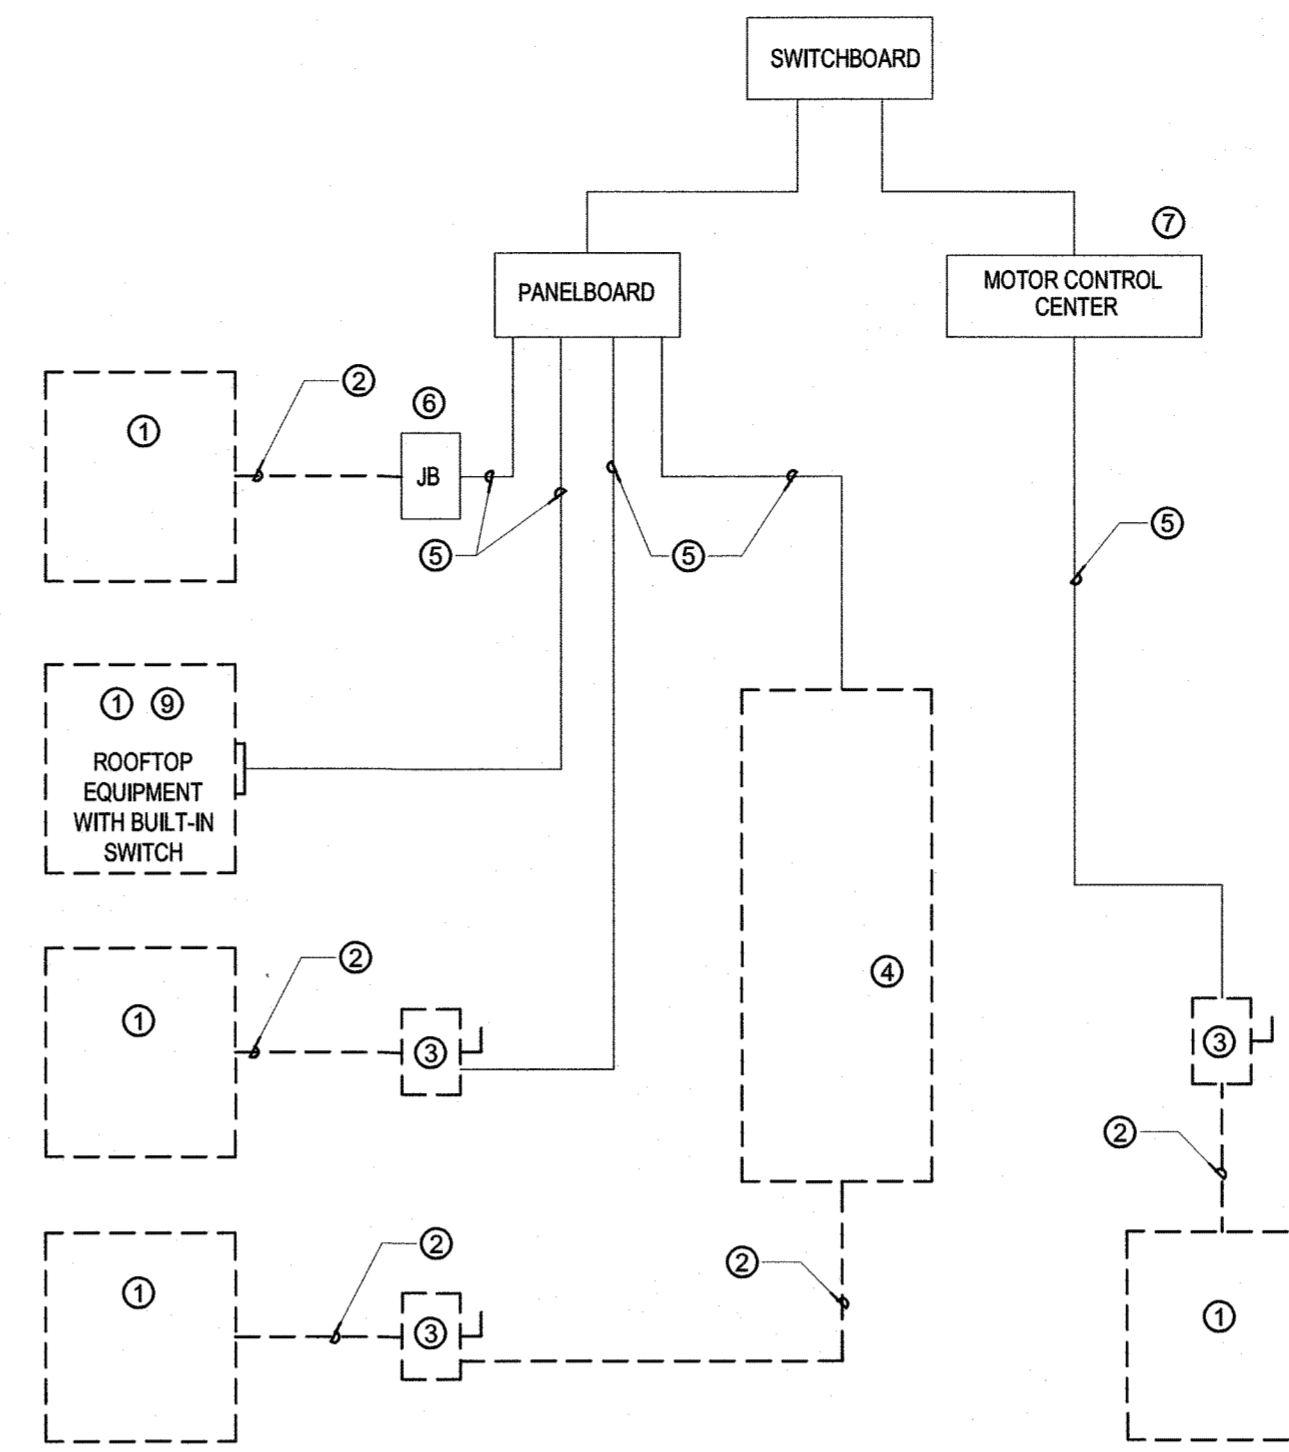 SWITCHBOARD
7
PANELBOARD
MOTOR CONTROL
CENTER
2
6
1
JB
5
5
5
1 9
ROOFTOP
EQUIPMENT
WITH BUILT-IN
SWITCH
2
4
1
3
3
2
2
2
1
3
1